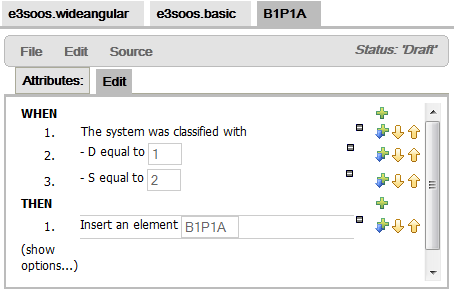 e3soos.wideangular e3soos.basic B1P1A
File Edit Source Status: 'Draft'
Attributes: Edit
WHEN
1. The system was classified with
2. - D equal to 1
3. - S equal to 2
THEN
1. Insert an element B1P1A
(show
options...)